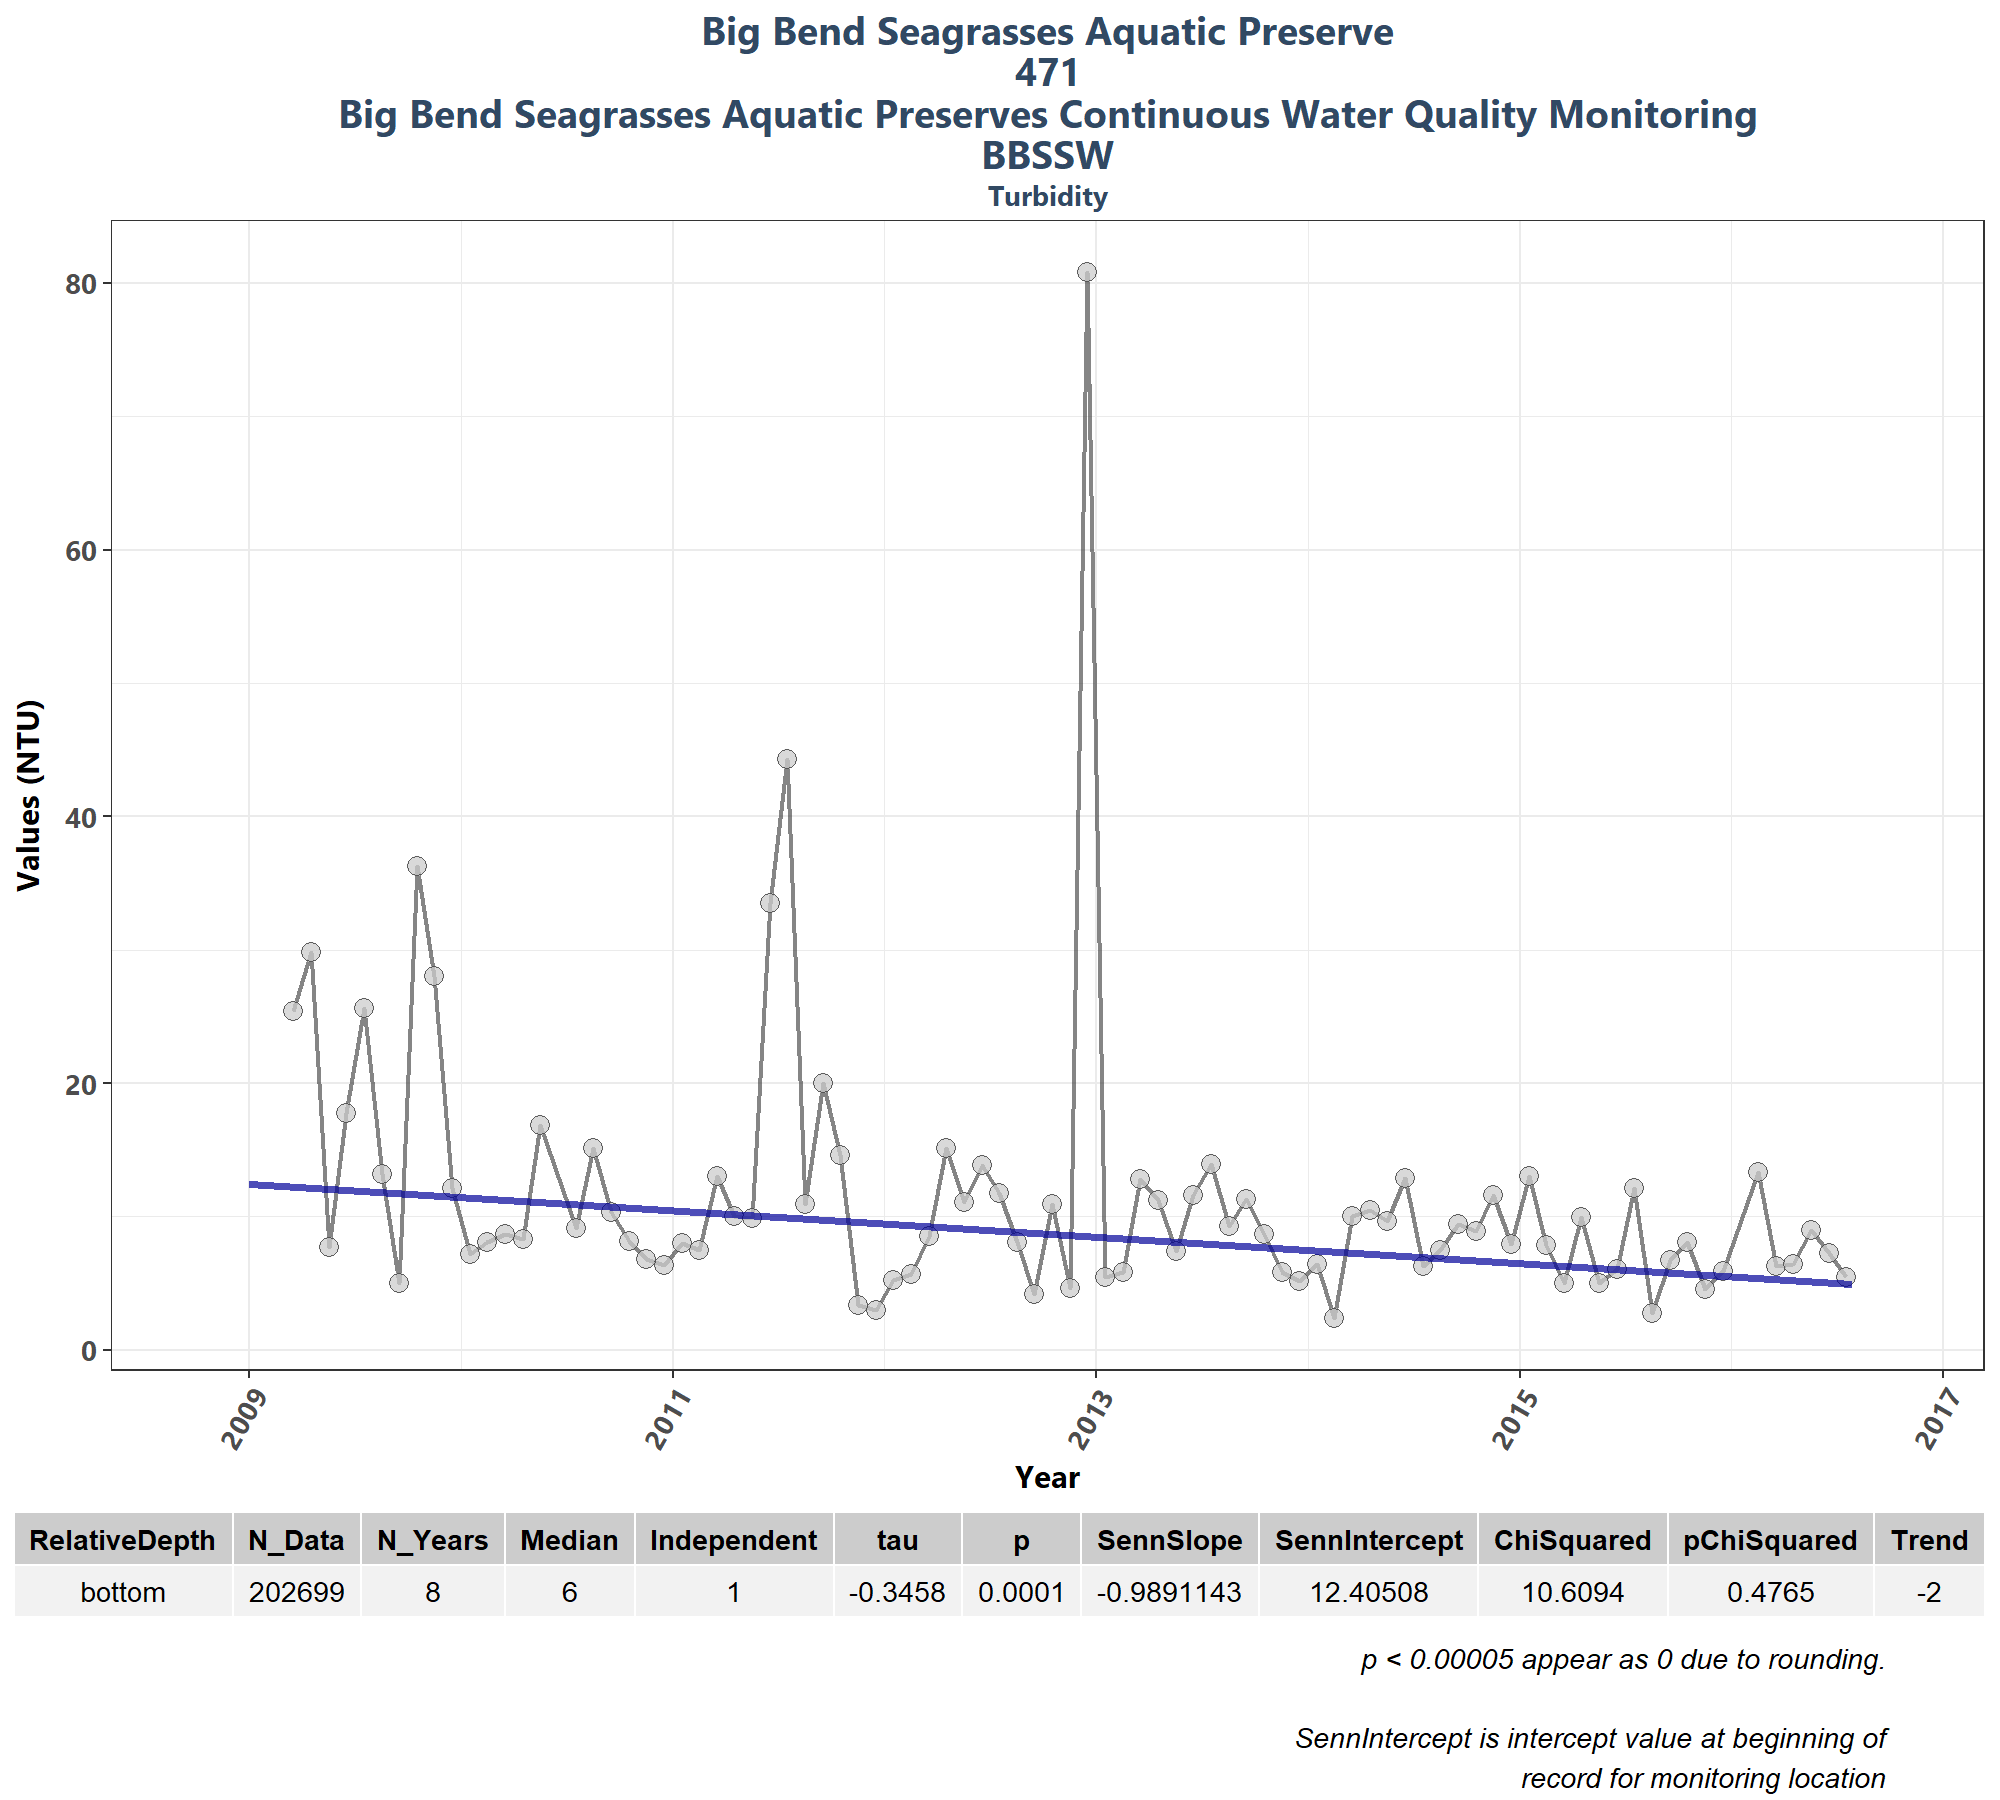 Big Bend Seagrasses Aquatic Preserve
471
Big Bend Seagrasses Aquatic Preserves Continuous Water Quality Monitoring
BBSSW
Turbidity
80
60
40
20
0
Values (NTU)
2009 2011 2013 2015 2017
Year
RelativeDepth N_Data N_Years Median Independent tau p SennSlope SennIntercept ChiSquared pChiSquared Trend
bottom 202699 8 6 1 -0.3458 0.0001 -0.9891143 12.40508 10.6094 0.4765 -2
p < 0.00005 appear as 0 due to rounding.
SennIntercept is intercept value at beginning of
record for monitoring location